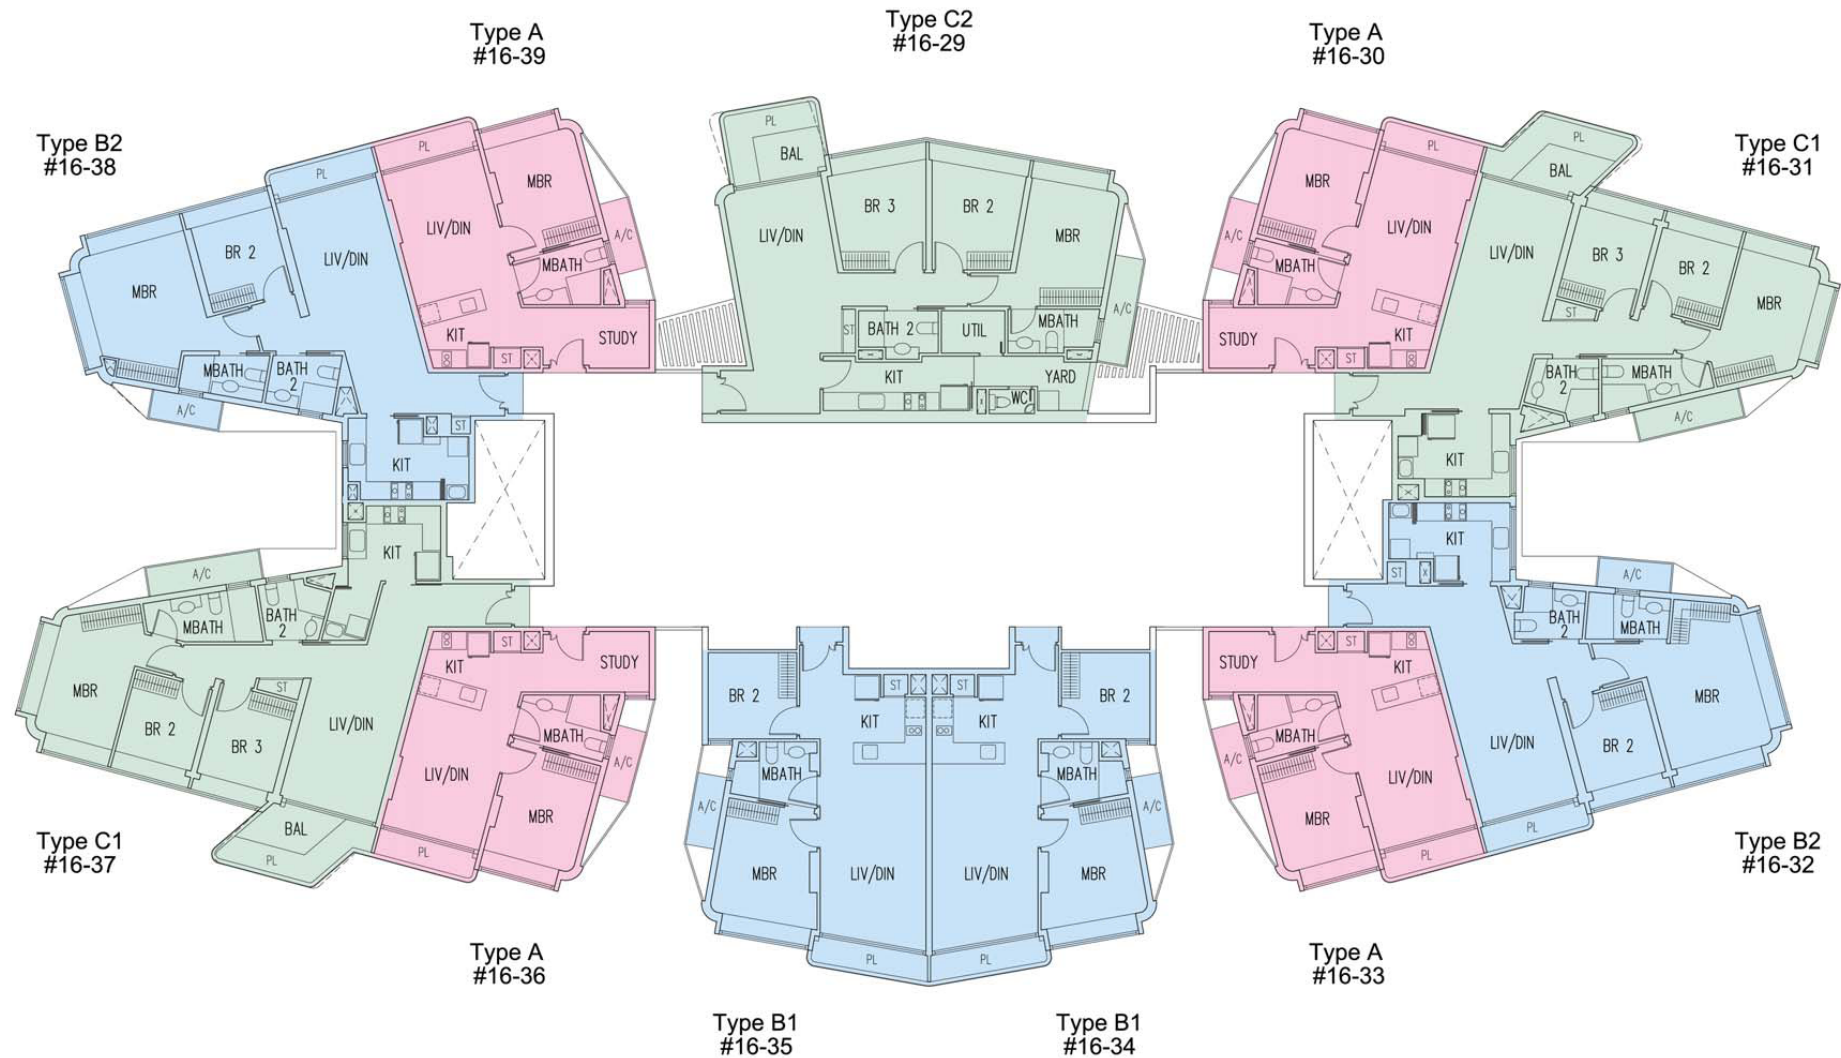 Type A
#16-39
Type C2
#16-29
Type A
#16-30
Type B2
#16-38
Type C1
#16-31
PL
MBR
LIV/DIN
A/C
MBATH
KIT
ST
STUDY
PL
BR 2
LIV/DIN
MBR
MBATH
BATH
2
A/C
ST
KIT
PL
BAL
BR 3
BR 2
LIV/DIN
MBR
A/C
ST
BATH 2
UTIL
MBATH
KIT
YARD
WC
PL
MBR
LIV/DIN
A/C
MBATH
KIT
STUDY
ST
PL
BAL
LIV/DIN
BR 3
BR 2
MBR
ST
BATH
2
MBATH
A/C
KIT
KIT
A/C
MBATH
BATH
2
MBR
BR 2
ST
BR 3
LIV/DIN
BAL
PL
KIT
ST
STUDY
MBATH
A/C
LIV/DIN
MBR
PL
BR 2
ST
KIT
MBATH
A/C
MBR
LIV/DIN
PL
ST
KIT
BR 2
MBATH
A/C
LIV/DIN
MBR
PL
STUDY
ST
KIT
MBATH
A/C
LIV/DIN
MBR
PL
KIT
ST
A/C
BATH
2
MBATH
MBR
LIV/DIN
BR 2
PL
Type C1
#16-37
Type B2
#16-32
Type A
#16-36
Type A
#16-33
Type B1
#16-35
Type B1
#16-34